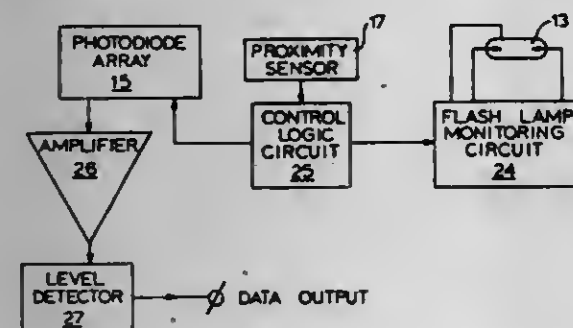 PHOTODIODE
ARRAY
15
PROXIMITY
SENSOR
17
13
AMPLIFIER
26
CONTROL
LOGIC
CIRCUIT
25
FLASH LAMP
MONITORING
CIRCUIT
24
LEVEL
DETECTOR
27
DATA OUTPUT